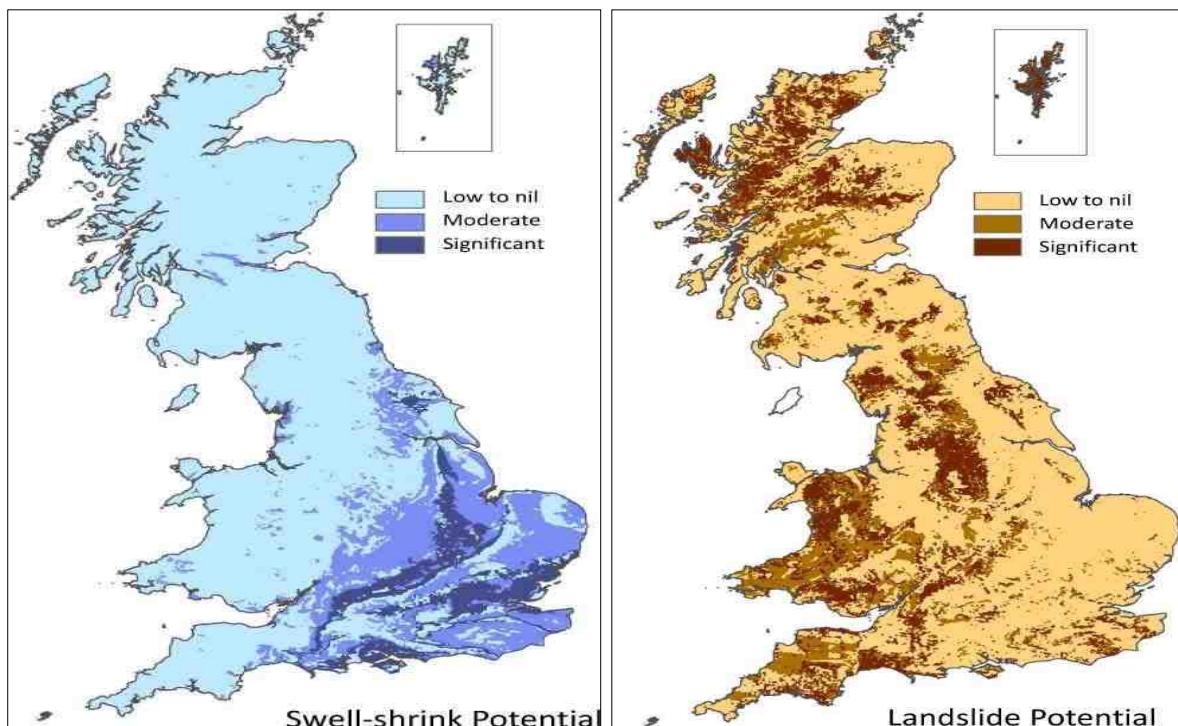 Low to nil
Moderate
Significant
Swell-shrink Potential
Low to nil
Moderate
Significant
Landslide Potential